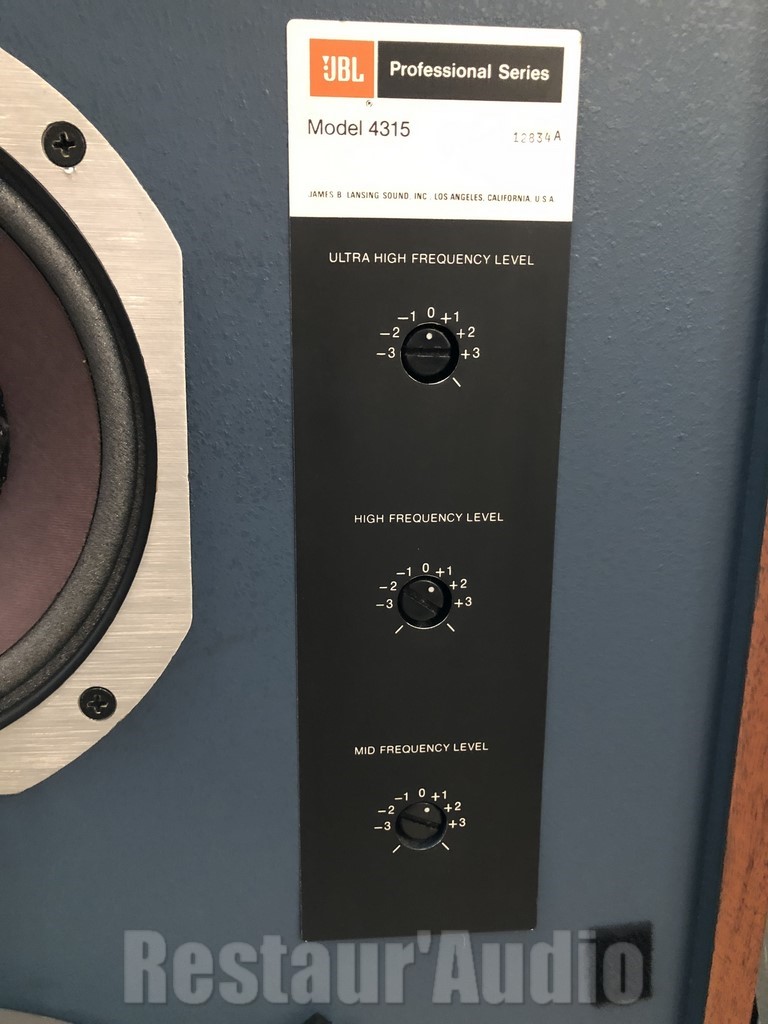 JBL Professional Series
Model 4315 12834A
JAMES B. LANSING SOUND, INC., LOS ANGELES, CALIFORNIA, U.S.A
ULTRA HIGH FREQUENCY LEVEL
−1 0 +1
−2 +2
−3 +3
HIGH FREQUENCY LEVEL
−1 0 +1
−2 +2
−3 +3
MID FREQUENCY LEVEL
−1 0 +1
−2 +2
−3 +3
Restaur'Audio